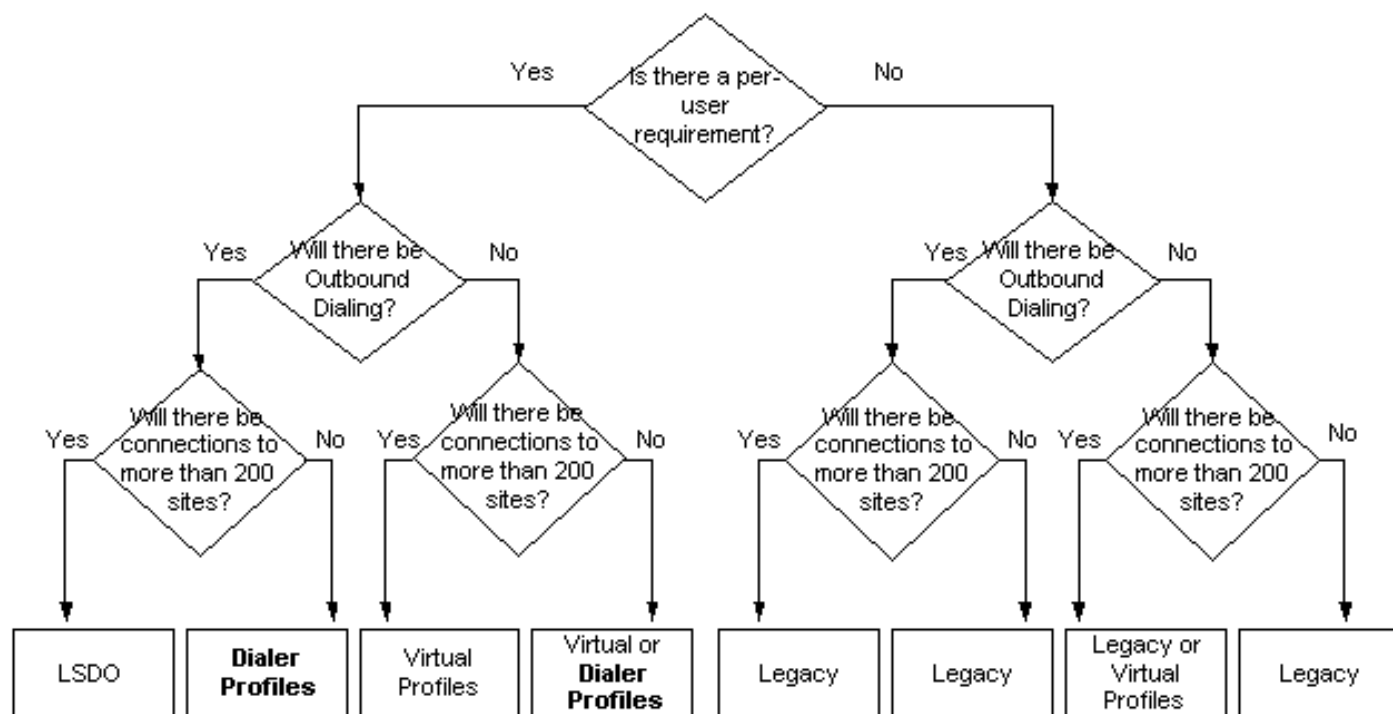 Yes
Is there a per-
user
requirement?
No
Yes
Will there be
Outbound
Dialing?
No
Yes
Will there be
Outbound
Dialing?
No
Yes
Will there be
connections to
more than 200
sites?
No
Yes
Will there be
connections to
more than 200
sites?
No
Yes
Will there be
connections to
more than 200
sites?
No
Yes
Will there be
connections to
more than 200
sites?
No
LSDO
Dialer
Profiles
Virtual
Profiles
Virtual or
Dialer
Profiles
Legacy
Legacy
Legacy or
Virtual
Profiles
Legacy